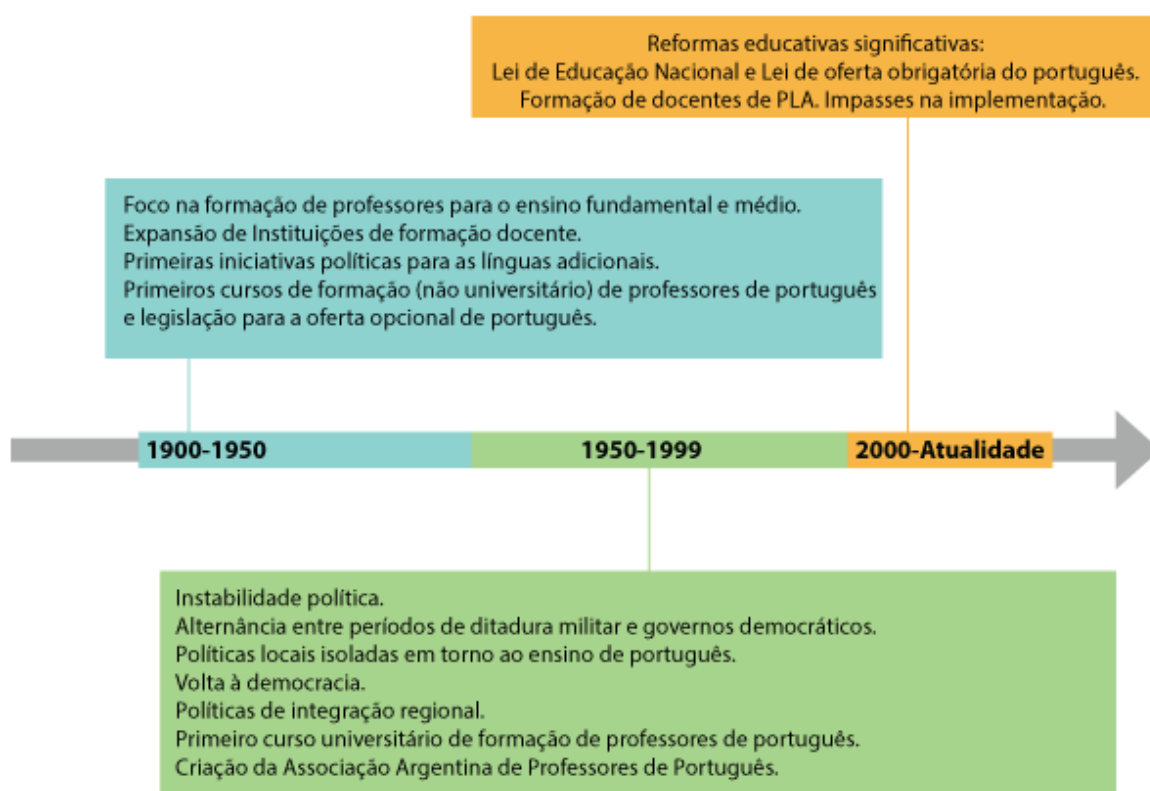 Reformas educativas significativas:
Lei de Educação Nacional e Lei de oferta obrigatória do português.
Formação de docentes de PLA. Impasses na implementação.
Foco na formação de professores para o ensino fundamental e médio.
Expansão de Instituições de formação docente.
Primeiras iniciativas políticas para as línguas adicionais.
Primeiros cursos de formação (não universitário) de professores de português
e legislação para a oferta opcional de português.
1900-1950
1950-1999
2000-Atualidade
Instabilidade política.
Alternância entre períodos de ditadura militar e governos democráticos.
Políticas locais isoladas em torno ao ensino de português.
Volta à democracia.
Políticas de integração regional.
Primeiro curso universitário de formação de professores de português.
Criação da Associação Argentina de Professores de Português.